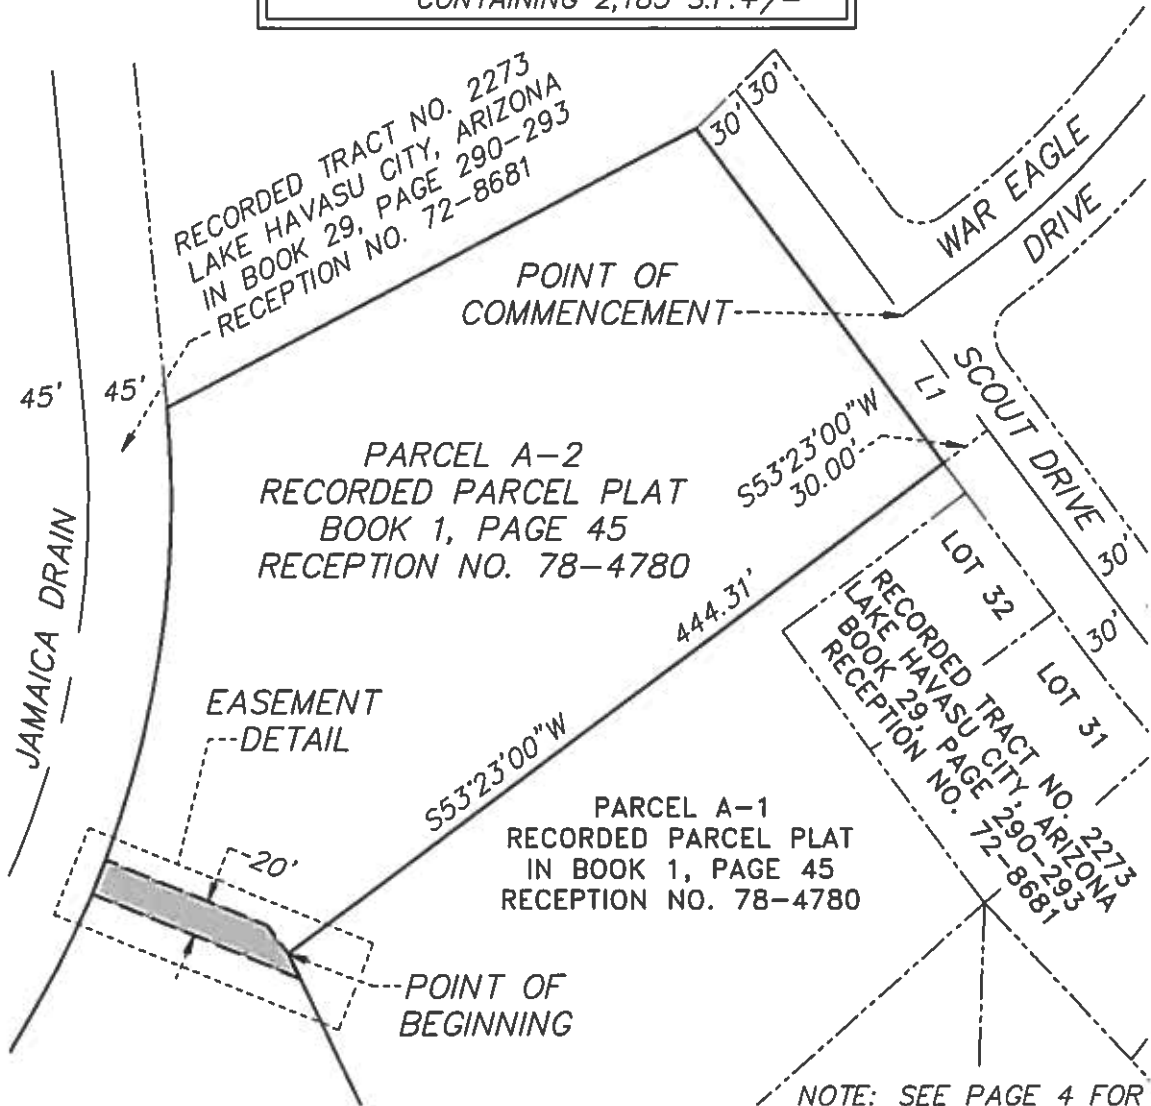 CONTAINING 2,185 S.F.+/-
RECORDED TRACT NO. 2273
LAKE HAVASU CITY, ARIZONA
IN BOOK 29, PAGE 290-293
RECEPTION NO. 72-8681
30'
30'
WAR EAGLE
DRIVE
POINT OF
COMMENCEMENT
45'
45'
L1
SCOUT DRIVE
S53°23'00"W
30.00'
PARCEL A-2
RECORDED PARCEL PLAT
BOOK 1, PAGE 45
RECEPTION NO. 78-4780
JAMAICA DRAIN
30'
30'
LOT 32
LOT 31
444.31'
S53°23'00"W
RECORDED TRACT NO. 2273
LAKE HAVASU CITY, ARIZONA
BOOK 29, PAGE 290-293
RECEPTION NO. 72-8681
EASEMENT
DETAIL
20'
PARCEL A-1
RECORDED PARCEL PLAT
IN BOOK 1, PAGE 45
RECEPTION NO. 78-4780
POINT OF
BEGINNING
NOTE: SEE PAGE 4 FOR